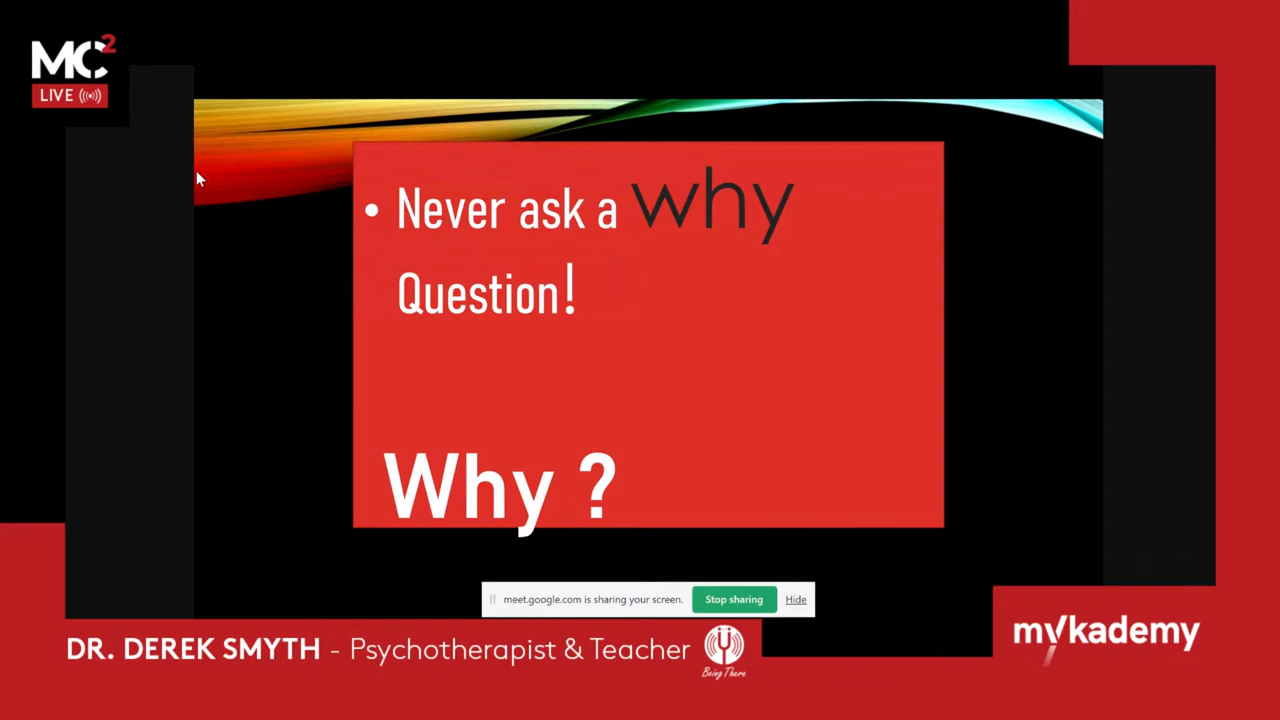 MC2
LIVE
• Never ask a why
Question!
Why ?
meet.google.com is sharing your screen. Stop sharing Hide
DR. DEREK SMYTH - Psychotherapist & Teacher
Being There
mykademy